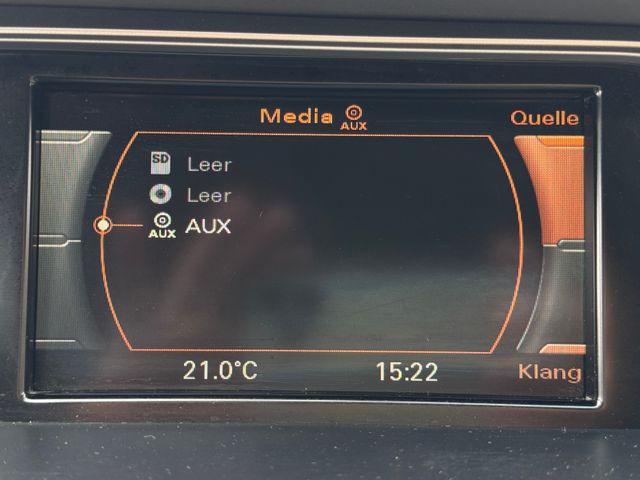 Media AUX Quelle
SD Leer
Leer
AUX AUX
21.0°C 15:22 Klang